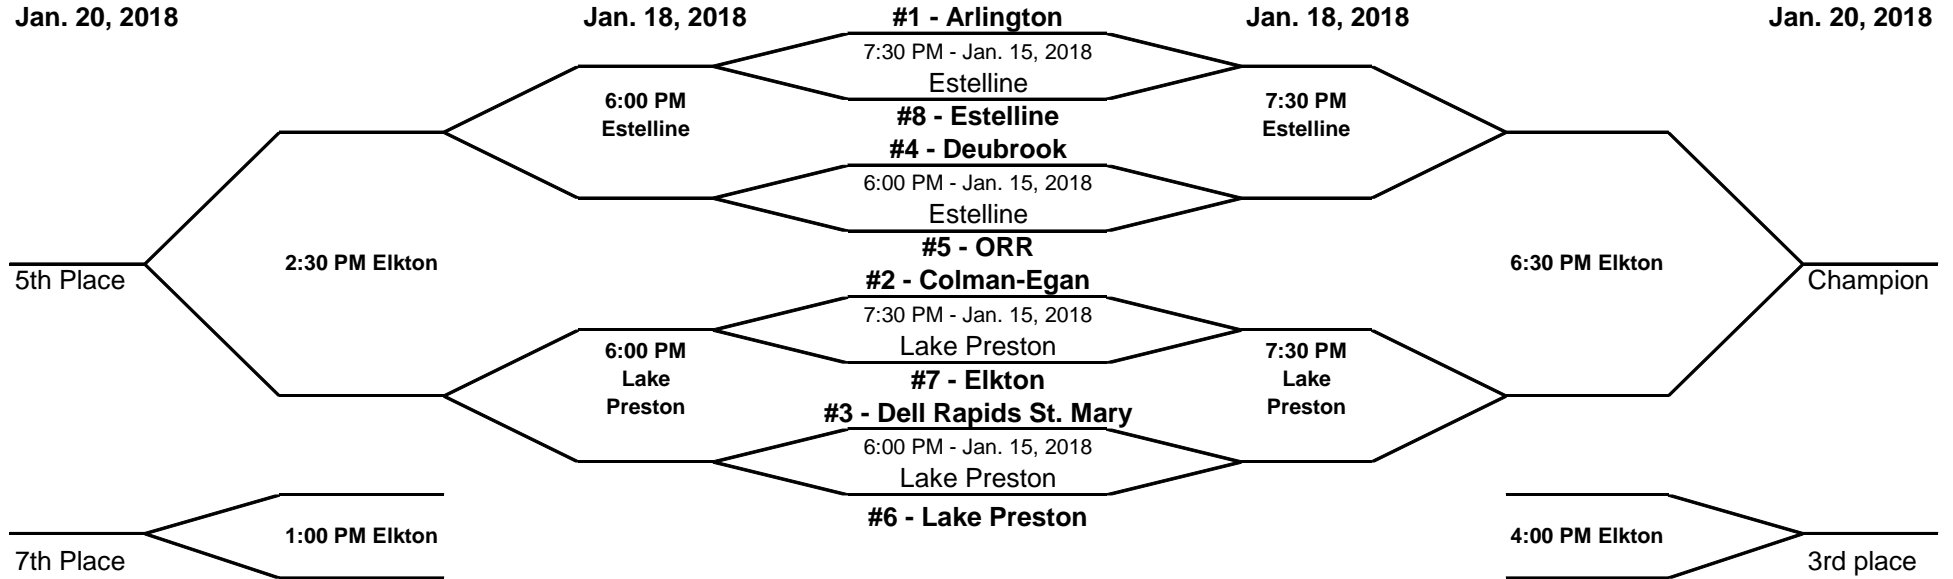 Jan. 20, 2018
Jan. 18, 2018
#1 - Arlington
Jan. 18, 2018
Jan. 20, 2018
7:30 PM - Jan. 15, 2018
Estelline
6:00 PM
Estelline
7:30 PM
Estelline
#8 - Estelline
#4 - Deubrook
6:00 PM - Jan. 15, 2018
Estelline
#5 - ORR
2:30 PM Elkton
6:30 PM Elkton
5th Place
#2 - Colman-Egan
Champion
7:30 PM - Jan. 15, 2018
Lake Preston
6:00 PM
Lake
Preston
7:30 PM
Lake
Preston
#7 - Elkton
#3 - Dell Rapids St. Mary
6:00 PM - Jan. 15, 2018
Lake Preston
#6 - Lake Preston
1:00 PM Elkton
4:00 PM Elkton
7th Place
3rd place